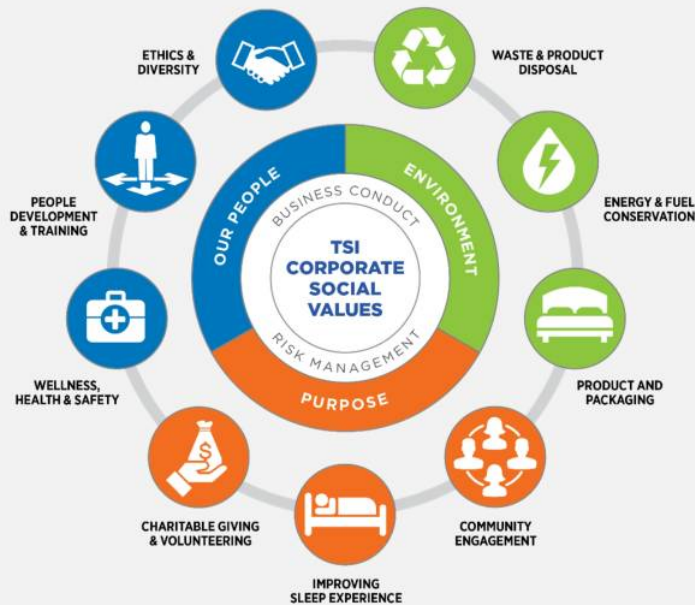 ETHICS &
DIVERSITY
WASTE & PRODUCT
DISPOSAL
PEOPLE
DEVELOPMENT
& TRAINING
ENERGY & FUEL
CONSERVATION
OUR PEOPLE
ENVIRONMENT
BUSINESS CONDUCT
TSI
CORPORATE
SOCIAL
VALUES
RISK MANAGEMENT
PURPOSE
WELLNESS,
HEALTH & SAFETY
PRODUCT AND
PACKAGING
$
CHARITABLE GIVING
& VOLUNTEERING
COMMUNITY
ENGAGEMENT
IMPROVING
SLEEP EXPERIENCE